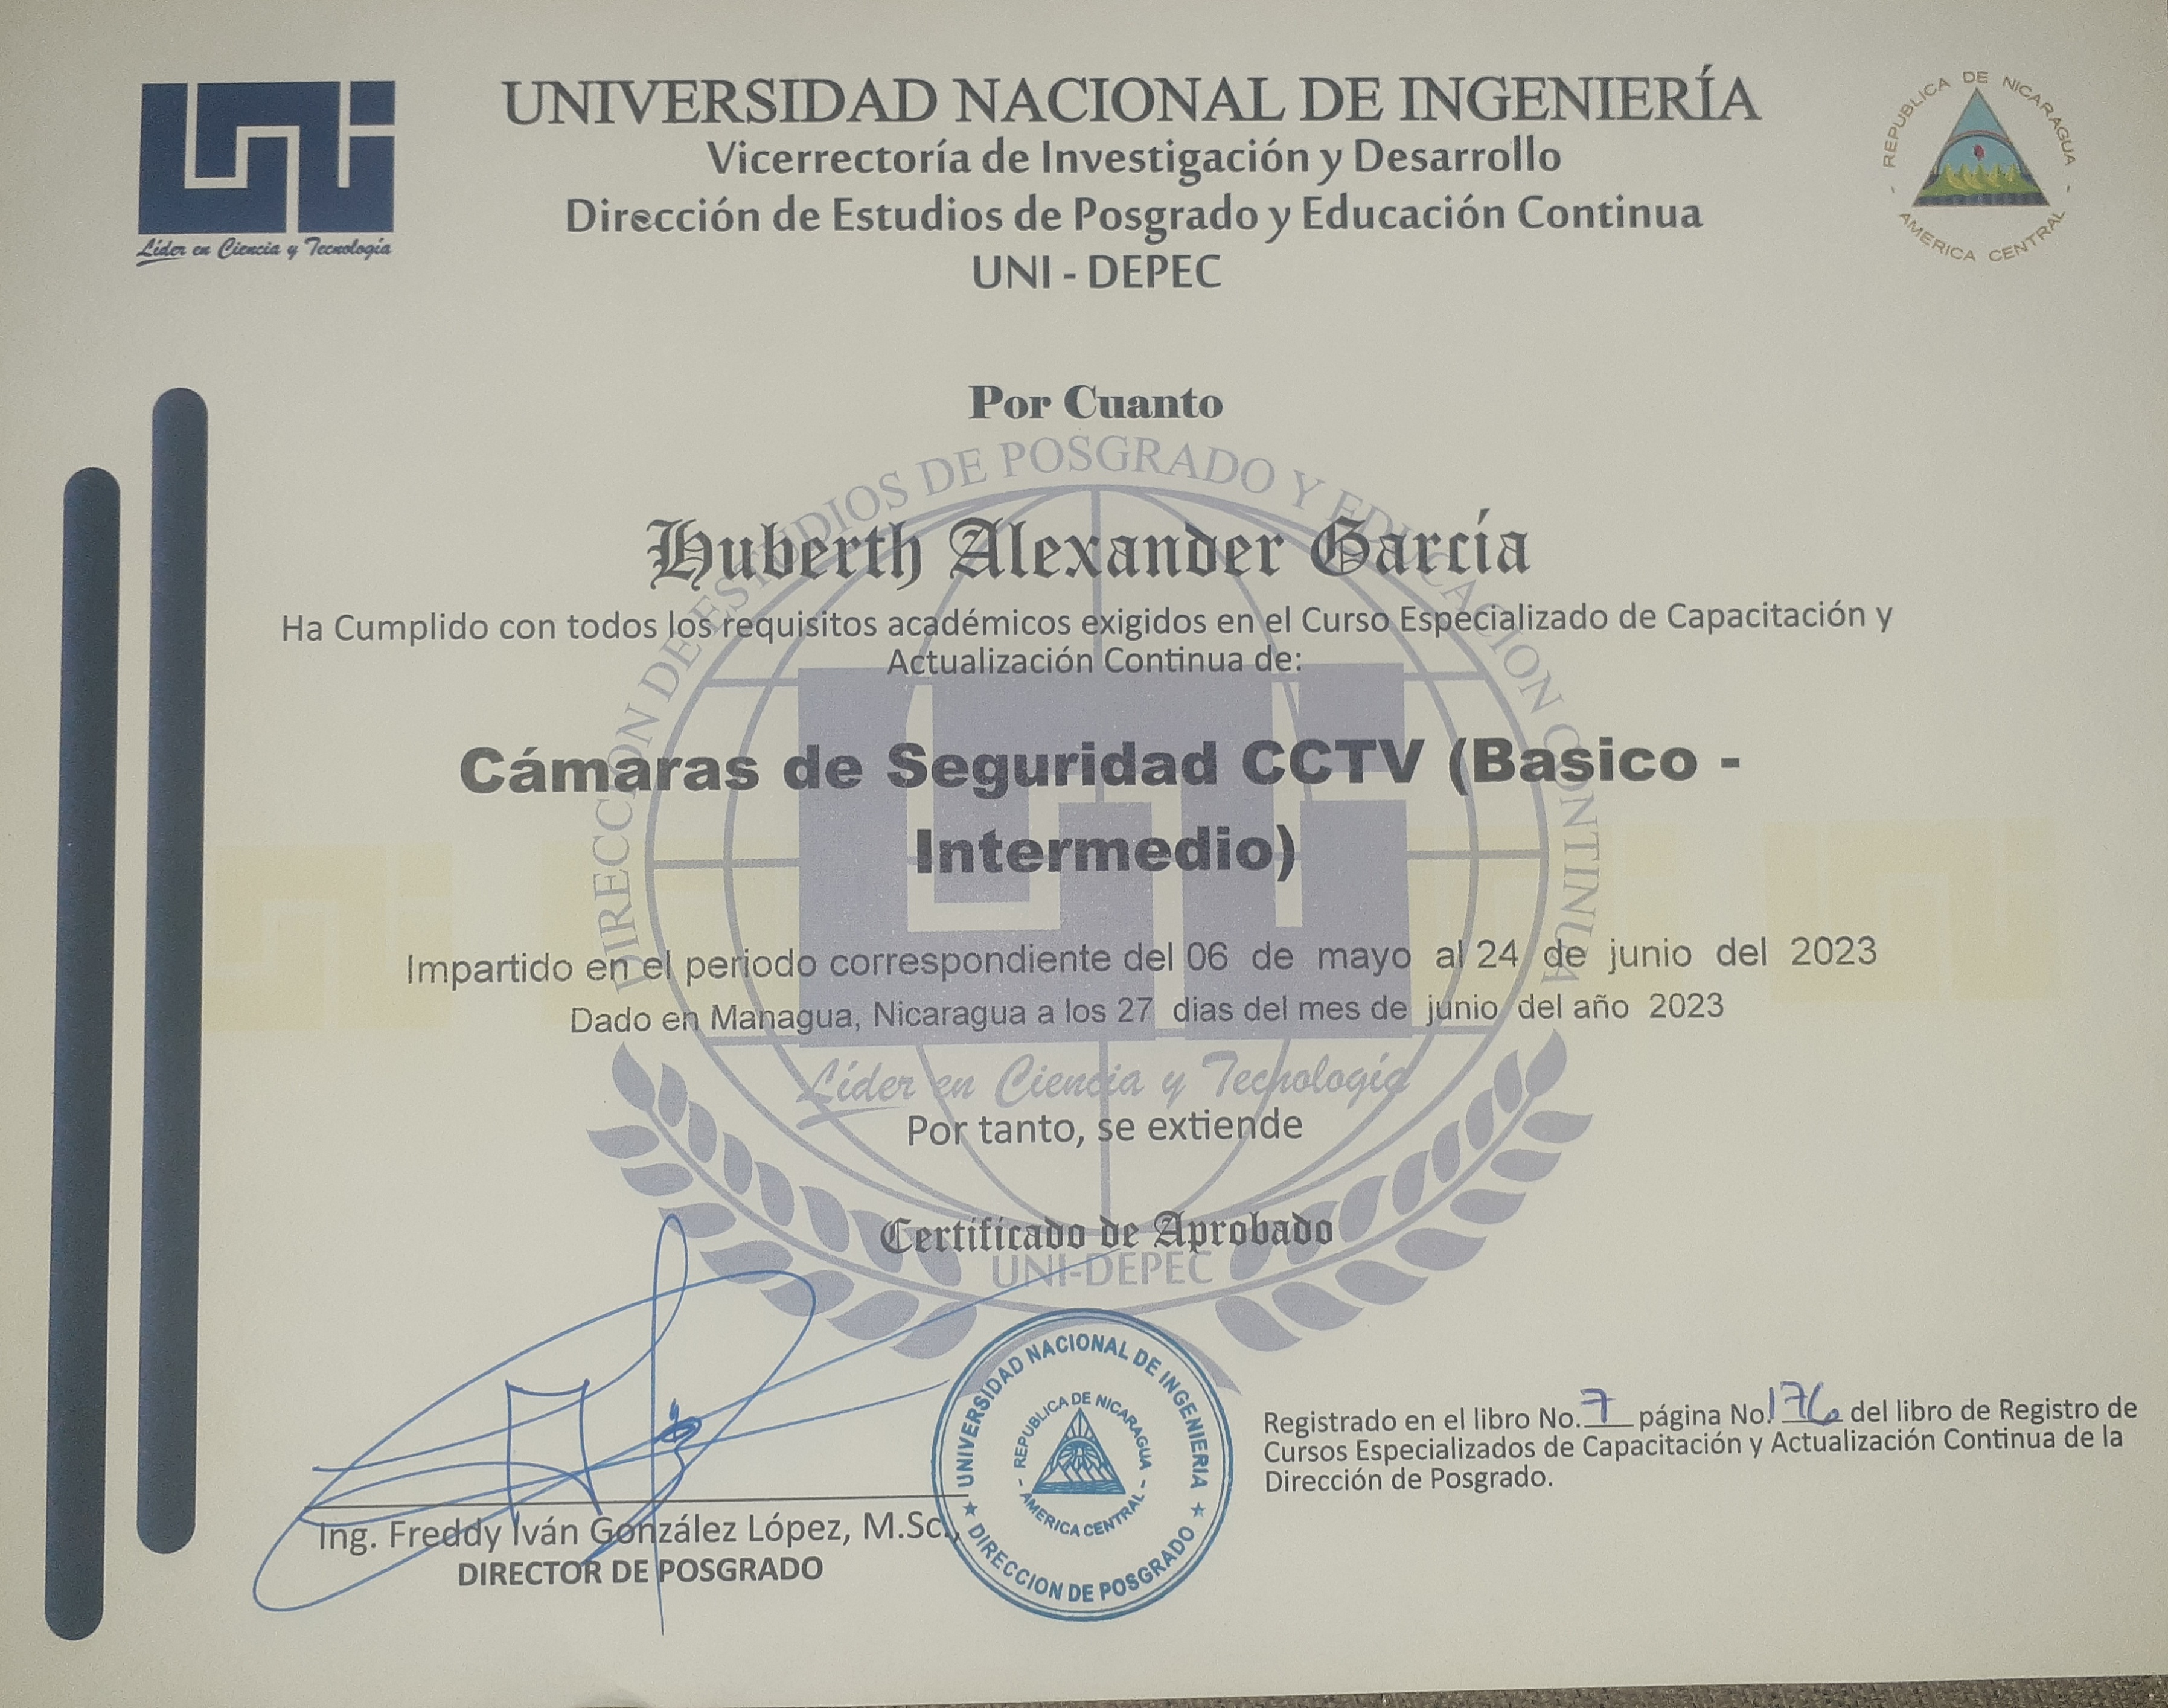 UNIVERSIDAD NACIONAL DE INGENIERÍA
Vicerrectoría de Investigación y Desarrollo
Dirección de Estudios de Posgrado y Educación Continua
UNI - DEPEC
Líder en Ciencia y Tecnología
- REPUBLICA DE NICARAGUA -
AMERICA CENTRAL
Por Cuanto
DIRECCION DE ESTUDIOS DE POSGRADO Y EDUCACION CONTINUA
Huberth Alexander García
Ha Cumplido con todos los requisitos académicos exigidos en el Curso Especializado de Capacitación y
Actualización Continua de:
Cámaras de Seguridad CCTV (Basico -
Intermedio)
Impartido en el periodo correspondiente del 06 de mayo al 24 de junio del 2023
Dado en Managua, Nicaragua a los 27 dias del mes de junio del año 2023
Líder en Ciencia y Tecnología
Por tanto, se extiende
Certificado de Aprobado
UNI-DEPEC
UNIVERSIDAD NACIONAL DE INGENIERIA
REPUBLICA DE NICARAGUA
- AMERICA CENTRAL -
★ DIRECCION DE POSGRADO ★
Registrado en el libro No. 7 página No. 176 del libro de Registro de
Cursos Especializados de Capacitación y Actualización Continua de la
Dirección de Posgrado.
Ing. Freddy Iván González López, M.Sc.,
DIRECTOR DE POSGRADO